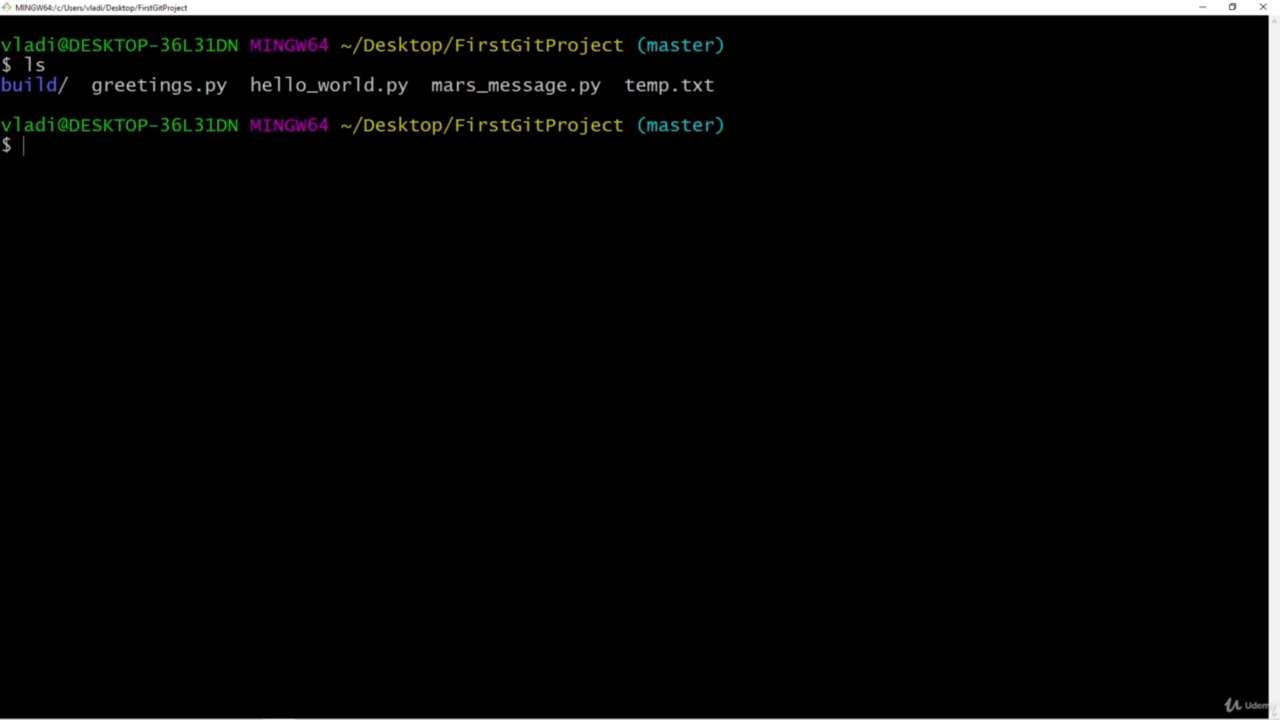 MINGW64:/c/Users/vladi/Desktop/FirstGitProject
vladi@DESKTOP-36L31DN MINGW64 ~/Desktop/FirstGitProject (master)
$ ls
build/  greetings.py  hello_world.py  mars_message.py  temp.txt
vladi@DESKTOP-36L31DN MINGW64 ~/Desktop/FirstGitProject (master)
$
Udemy